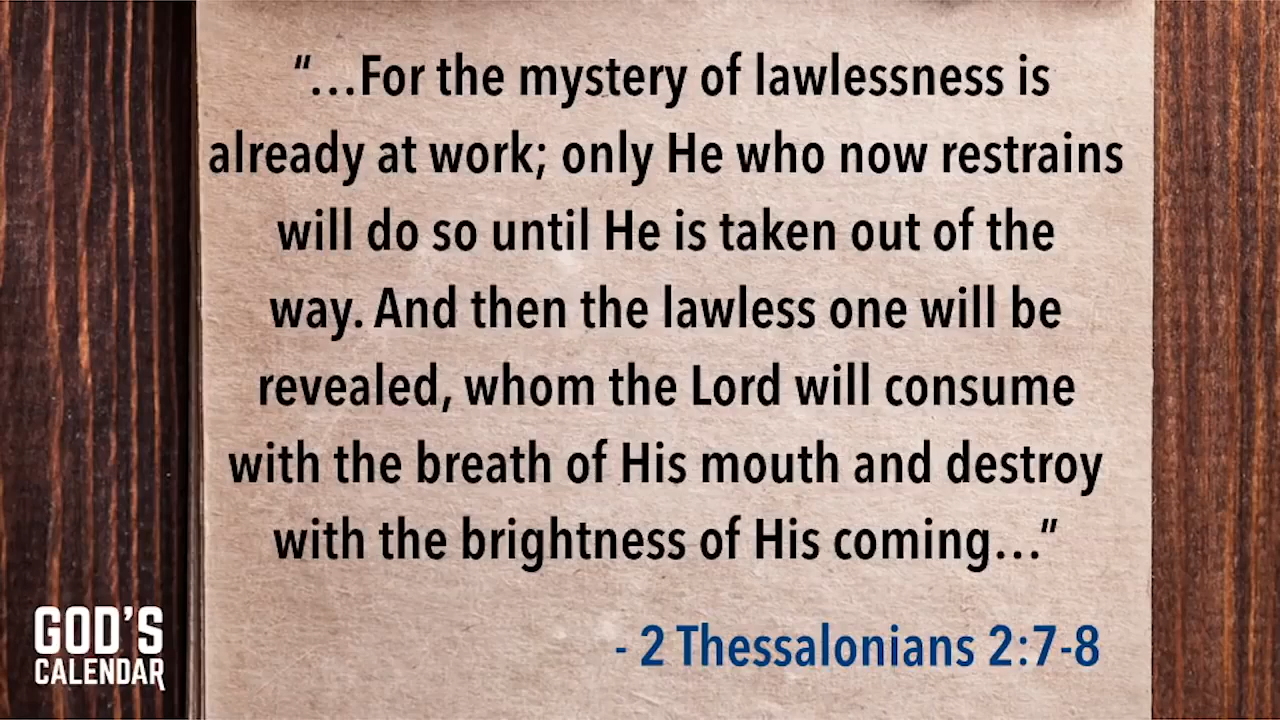 “…For the mystery of lawlessness is
already at work; only He who now restrains
will do so until He is taken out of the
way. And then the lawless one will be
revealed, whom the Lord will consume
with the breath of His mouth and destroy
with the brightness of His coming…”
- 2 Thessalonians 2:7-8
GOD’S
CALENDAR